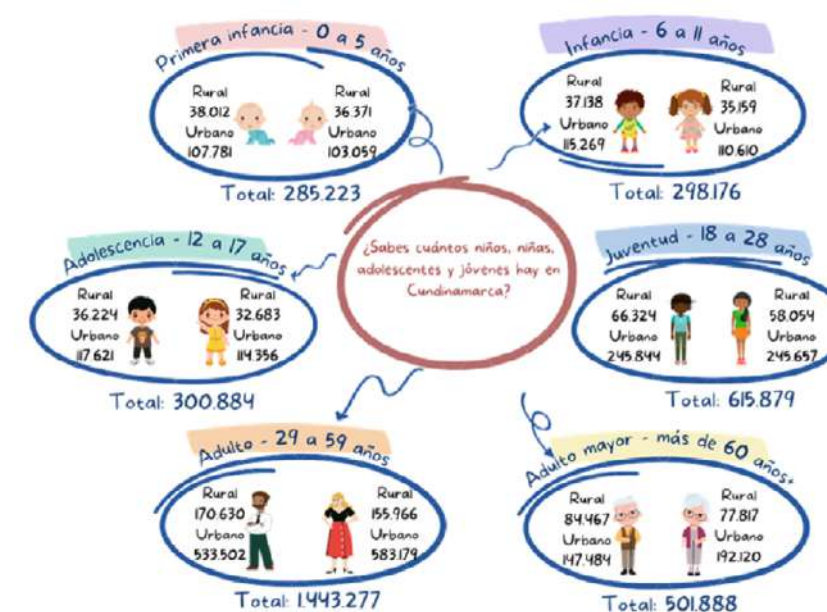 Primera infancia - 0 a 5 años
Rural
38.012
Urbano
107.781
Rural
36.371
Urbano
103.059
Total: 285.223
Infancia - 6 a 11 años
Rural
37.138
Urbano
115.269
Rural
35.159
Urbano
110.610
Total: 298.176
¿Sabes cuántos niños, niñas,
adolescentes y jóvenes hay en
Cundinamarca?
Adolescencia - 12 a 17 años
Rural
36.224
Urbano
117.621
Rural
32.683
Urbano
114.356
Total: 300.884
Juventud - 18 a 28 años
Rural
66.324
Urbano
245.844
Rural
58.054
Urbano
245.657
Total: 615.879
Adulto - 29 a 59 años
Rural
170.630
Urbano
533.502
Rural
155.966
Urbano
583.179
Total: 1.443.277
Adulto mayor - más de 60 años+
Rural
84.467
Urbano
147.484
Rural
77.817
Urbano
192.120
Total: 501.888